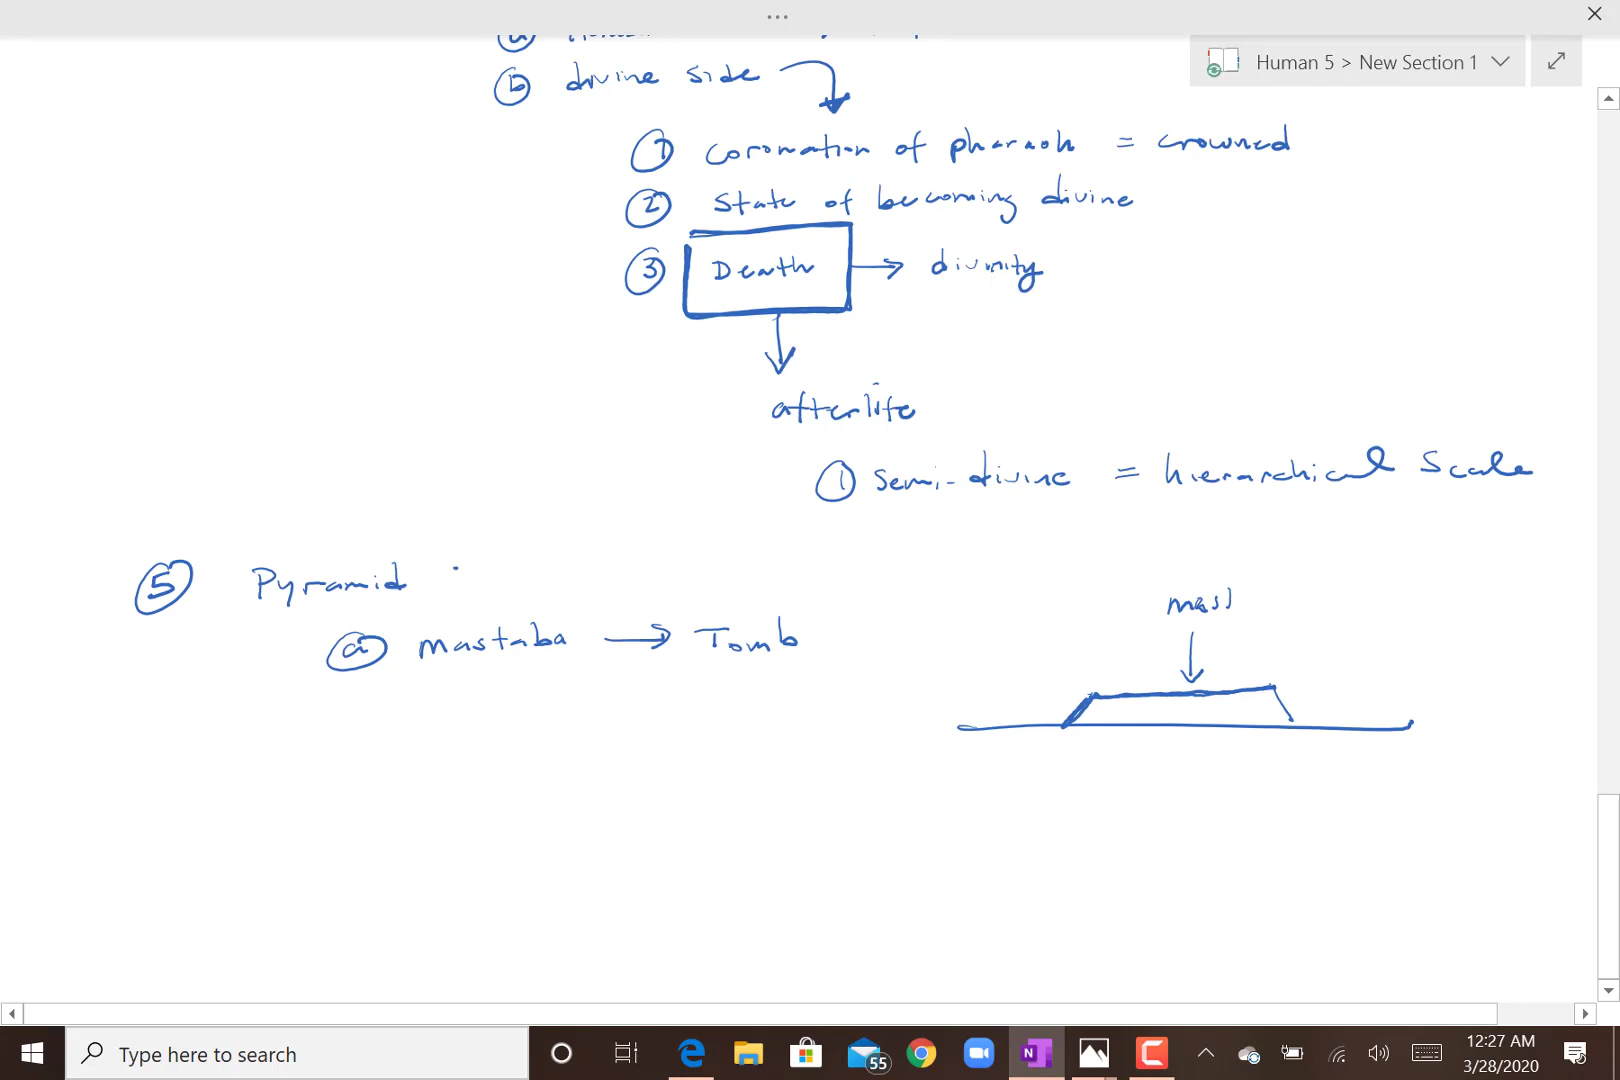 Human 5 > New Section 1
ⓑ divine side
① coronation of pharaoh = crowned
② State of becoming divine
③ Death → divinity
afterlife
① semi-divine = hierarchical Scale
⑤ Pyramid
mass
ⓐ mastaba → Tomb
Type here to search
55
12:27 AM
3/28/2020